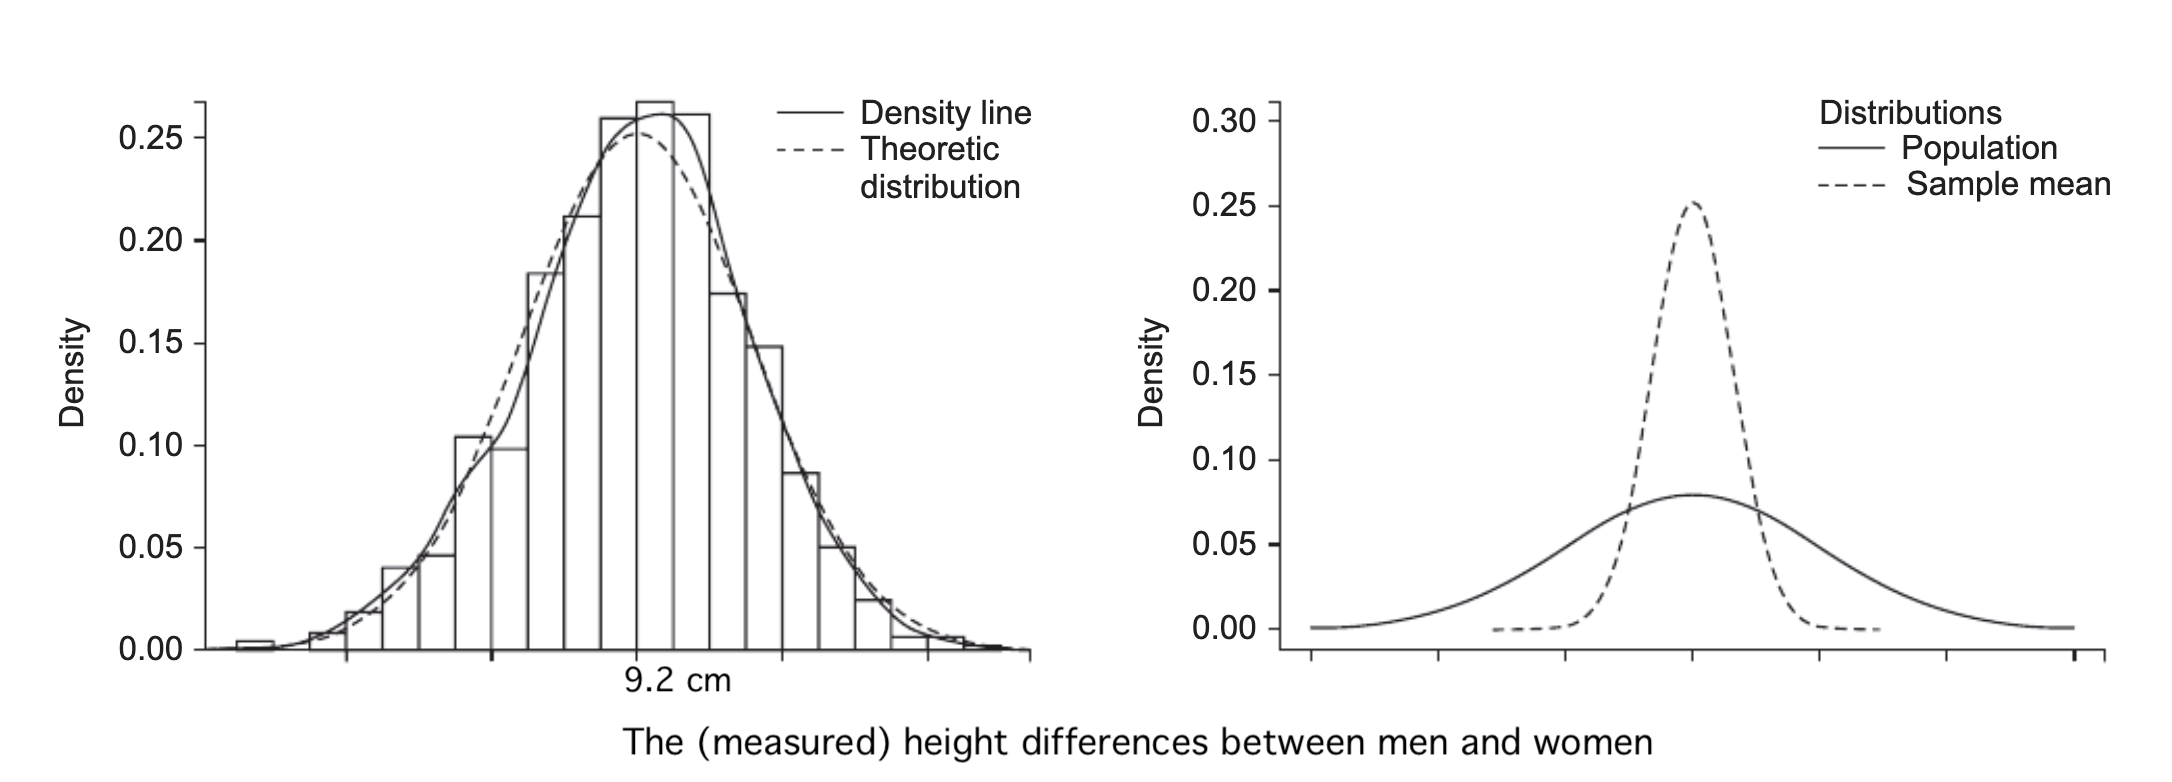 Density line
Theoretic
distribution
0.25
0.20
0.15
0.10
0.05
0.00
Density
9.2 cm
Distributions
Population
Sample mean
0.30
0.25
0.20
0.15
0.10
0.05
0.00
Density
The (measured) height differences between men and women